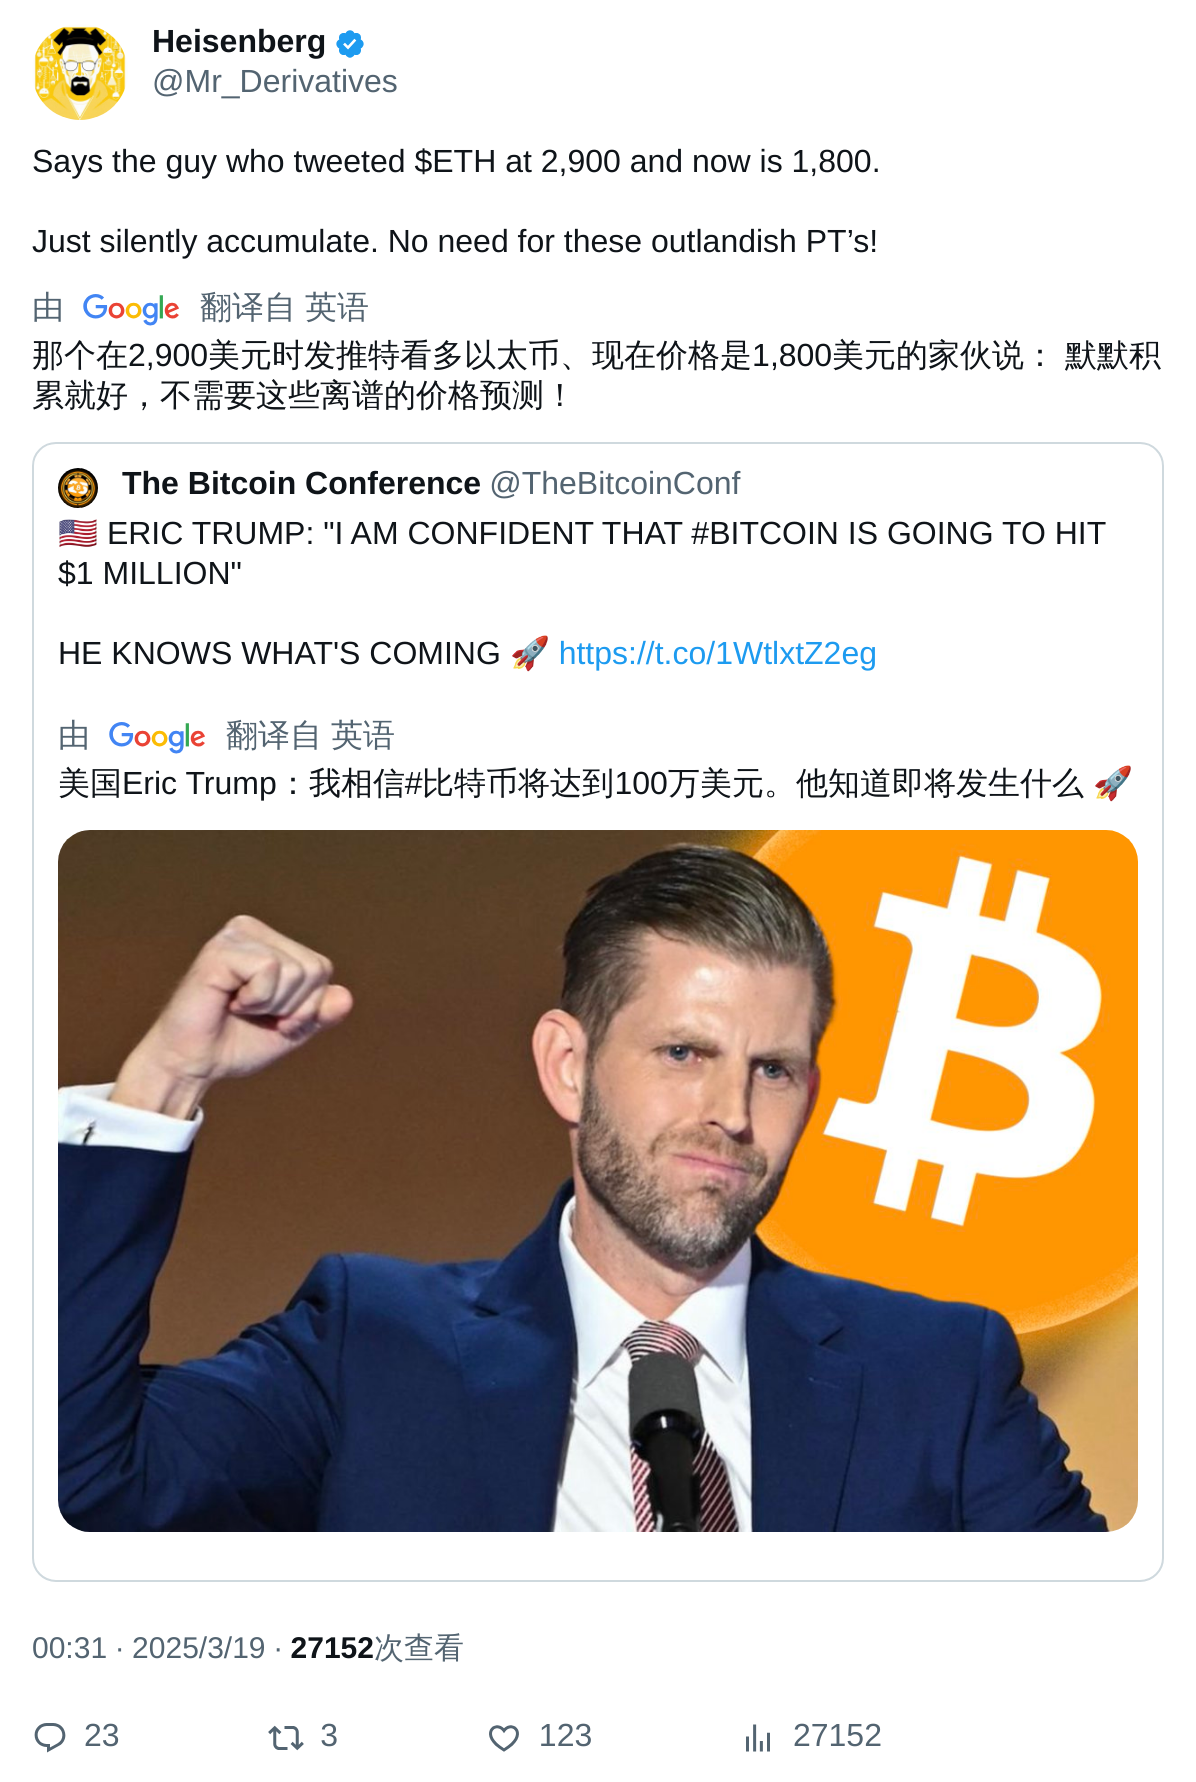 Heisenberg
@Mr_Derivatives
Says the guy who tweeted $ETH at 2,900 and now is 1,800.
Just silently accumulate. No need for these outlandish PT’s!
由 Google 翻译自 英语
那个在2,900美元时发推特看多以太币、现在价格是1,800美元的家伙说： 默默积
累就好，不需要这些离谱的价格预测！
The Bitcoin Conference @TheBitcoinConf
🇺🇸 ERIC TRUMP: "I AM CONFIDENT THAT #BITCOIN IS GOING TO HIT
$1 MILLION"
HE KNOWS WHAT'S COMING 🚀 https://t.co/1WtlxtZ2eg
由 Google 翻译自 英语
美国Eric Trump：我相信#比特币将达到100万美元。他知道即将发生什么 🚀
00:31 · 2025/3/19 · 27152次查看
23 3 123 27152